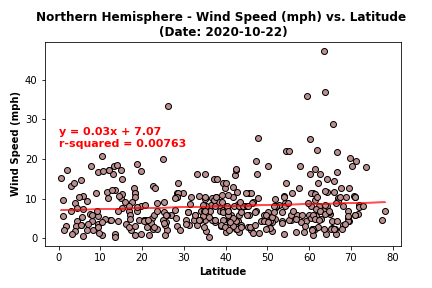 Northern Hemisphere - Wind Speed (mph) vs. Latitude
(Date: 2020-10-22)
Wind Speed (mph)
40
30
20
10
0
y = 0.03x + 7.07
r-squared = 0.00763
0 10 20 30 40 50 60 70 80
Latitude